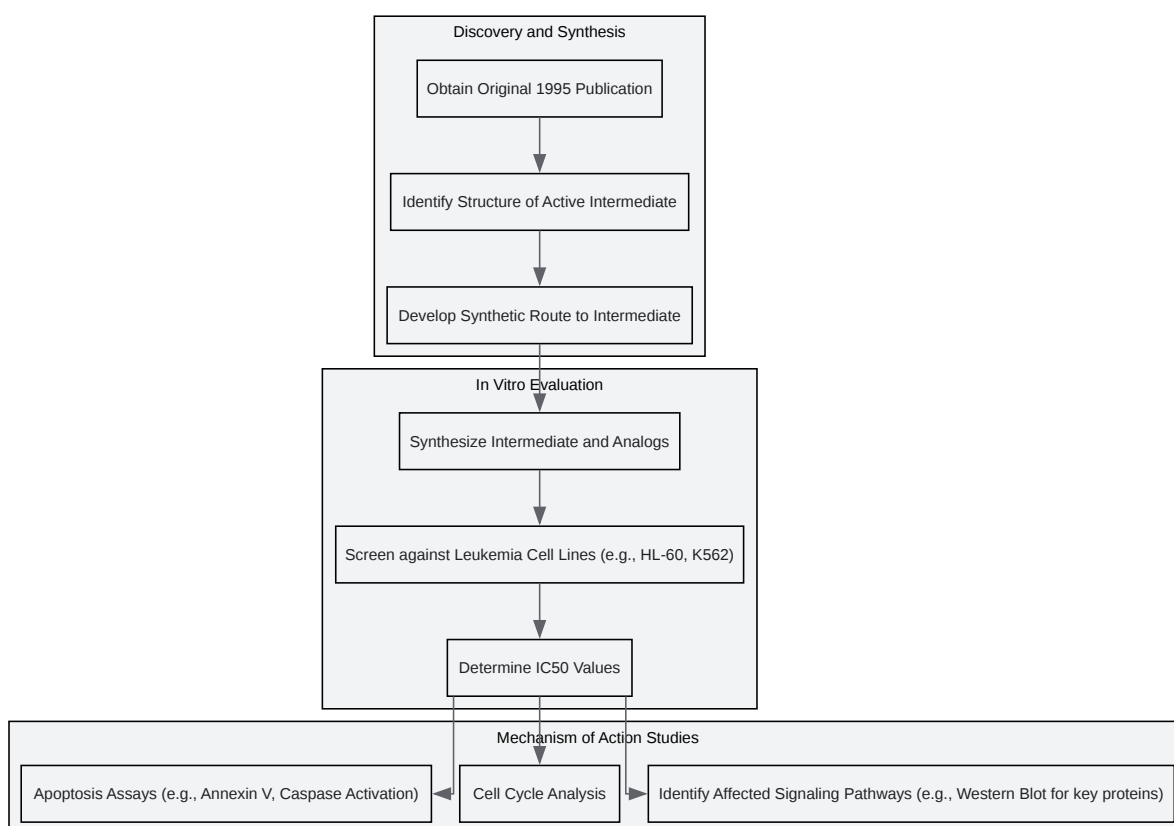 Discovery and Synthesis
Obtain Original 1995 Publication
Identify Structure of Active Intermediate
Develop Synthetic Route to Intermediate
In Vitro Evaluation
Synthesize Intermediate and Analogs
Screen against Leukemia Cell Lines (e.g., HL-60, K562)
Determine IC50 Values
Mechanism of Action Studies
Apoptosis Assays (e.g., Annexin V, Caspase Activation)
Cell Cycle Analysis
Identify Affected Signaling Pathways (e.g., Western Blot for key proteins)